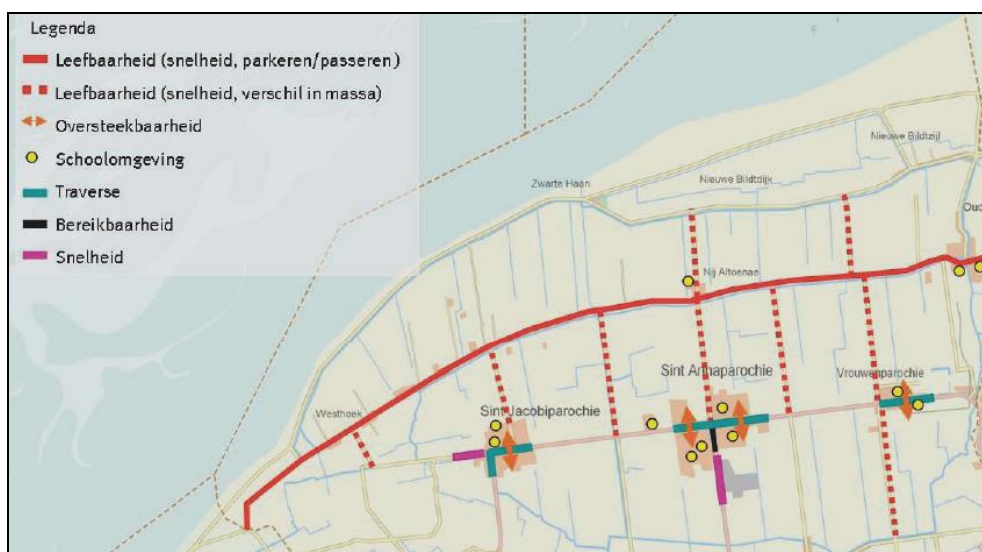 Legenda
Leefbaarheid (snelheid, parkeren/passeren)
Leefbaarheid (snelheid, verschil in massa)
Oversteekbaarheid
Schoolomgeving
Traverse
Bereikbaarheid
Snelheid
Nieuwe Bildtzijl
Zwarte Haan
Nieuwe Bildtdijk
Oud
Nij Altoenae
Sint Annaparochie
Vrouwenparochie
Westhoek
Sint Jacobiparochie